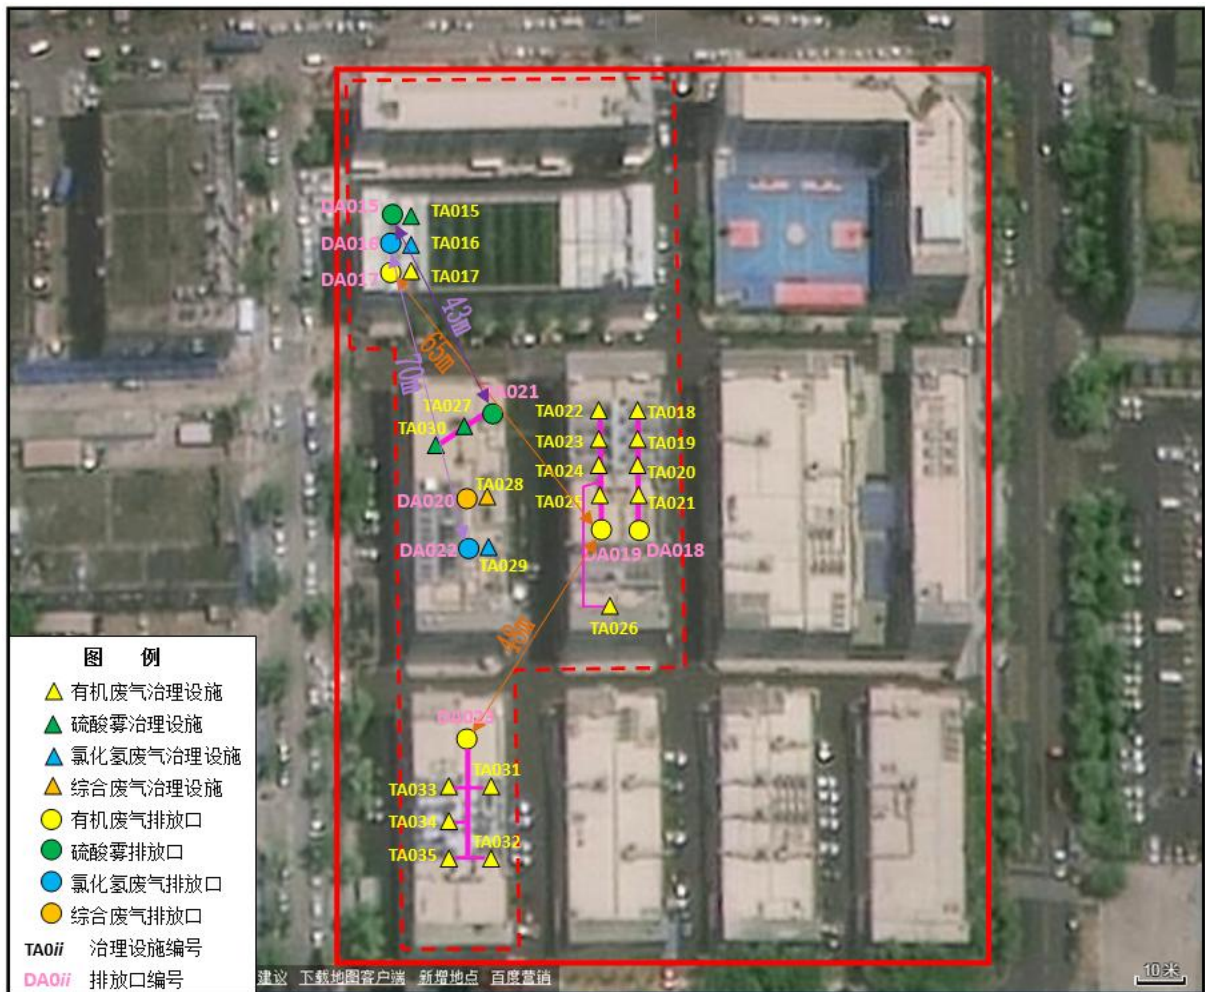 DA015
TA015
DA016
TA016
DA017
TA017
43m
65m
70m
DA021
TA027
TA030
TA022
TA018
TA023
TA019
TA024
TA020
TA028
DA020
TA025
TA021
DA022
TA029
DA019
DA018
TA026
48m
DA023
TA031
TA033
TA034
TA032
TA035
图 例
有机废气治理设施
硫酸雾治理设施
氯化氢废气治理设施
综合废气治理设施
有机废气排放口
硫酸雾排放口
氯化氢废气排放口
综合废气排放口
TA0ii 治理设施编号
DA0ii 排放口编号
建议 下载地图客户端 新增地点 百度营销
10米